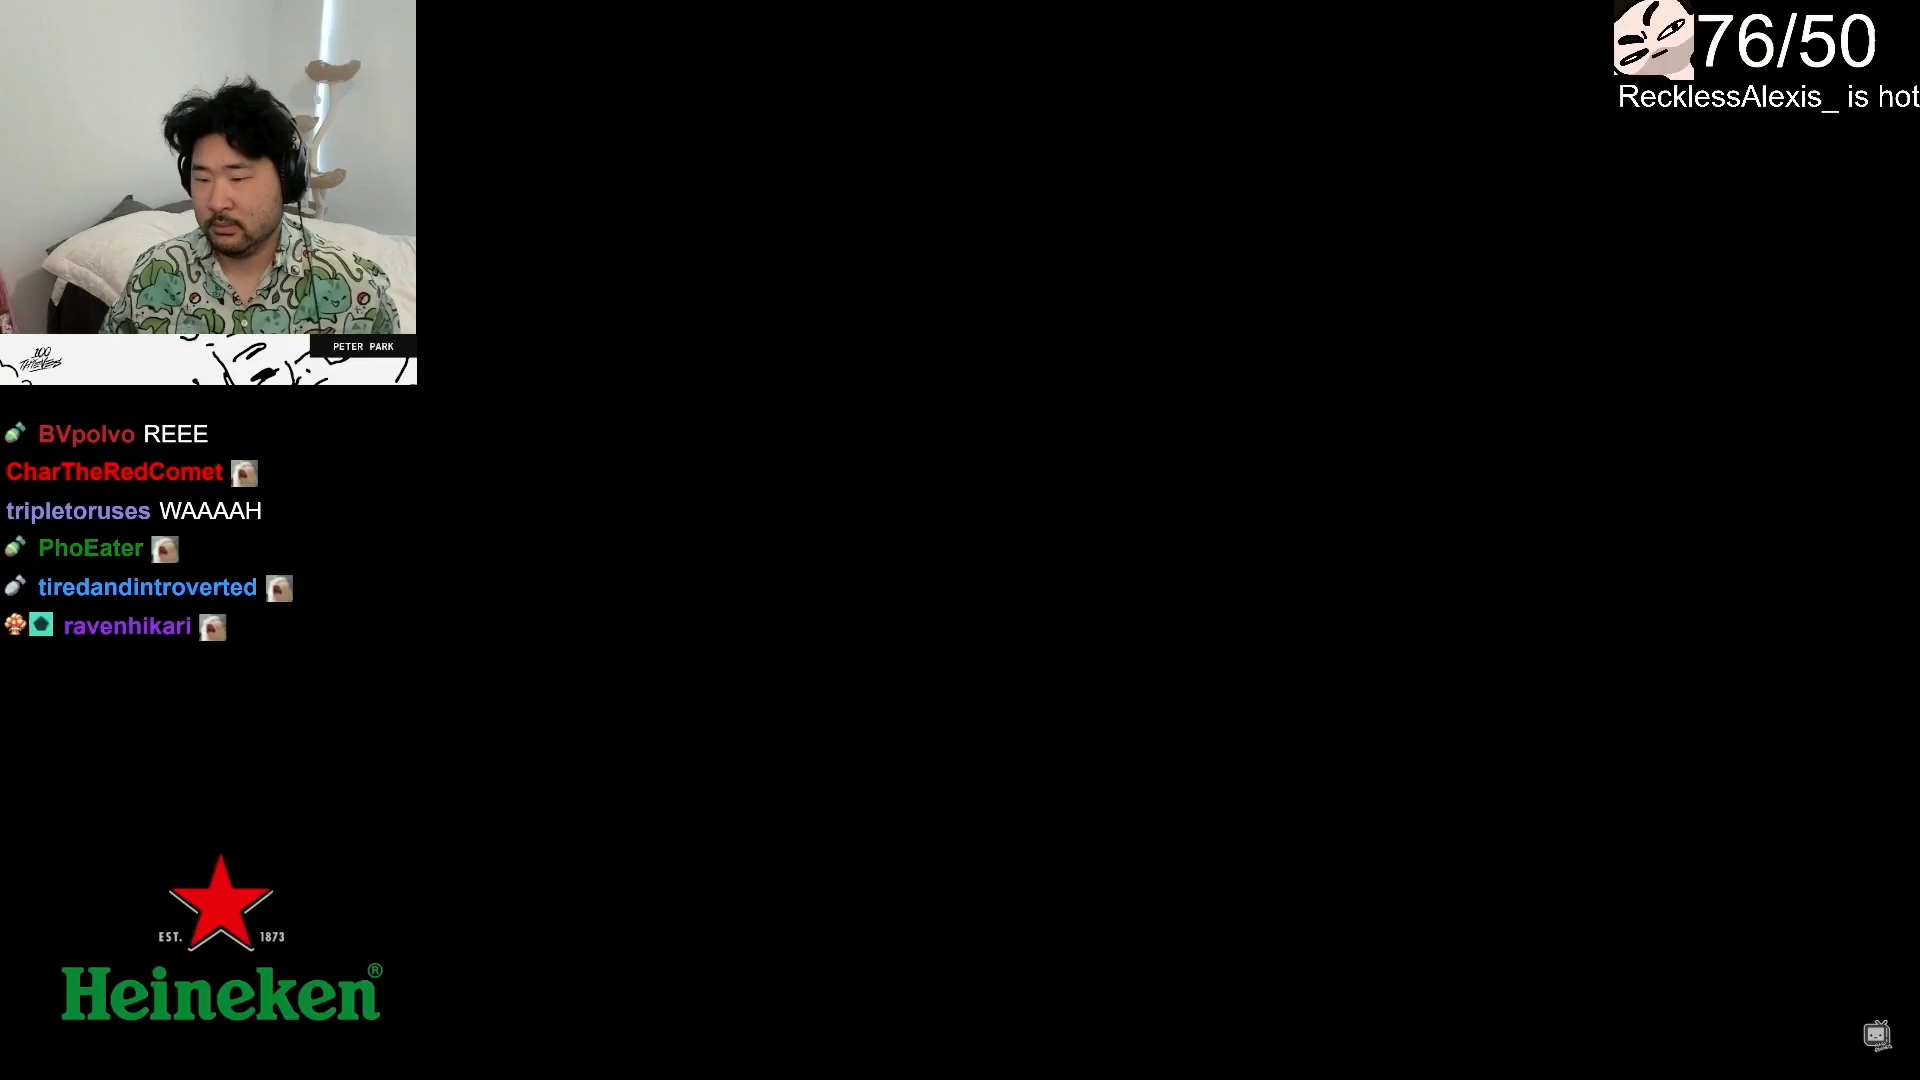 76/50
RecklessAlexis_ is hot
100
THIEVES
PETER PARK
BVpolvo REEE
CharTheRedComet
tripletoruses WAAAAH
PhoEater
tiredandintroverted
ravenhikari
EST. 1873
Heineken®